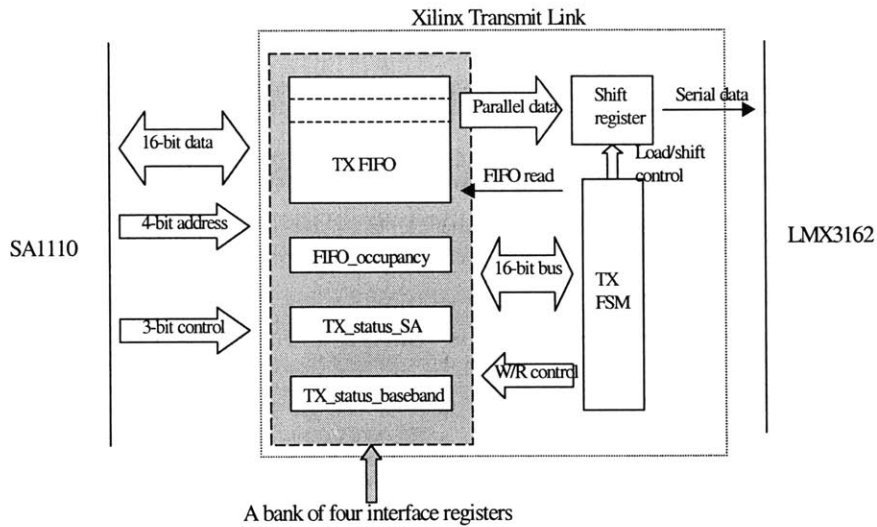 Xilinx Transmit Link
SA1110
16-bit data
4-bit address
3-bit control
TX FIFO
FIFO_occupancy
TX_status_SA
TX_status_baseband
Parallel data
FIFO read
16-bit bus
W/R control
Shift
register
Load/shift
control
TX
FSM
Serial data
LMX3162
A bank of four interface registers